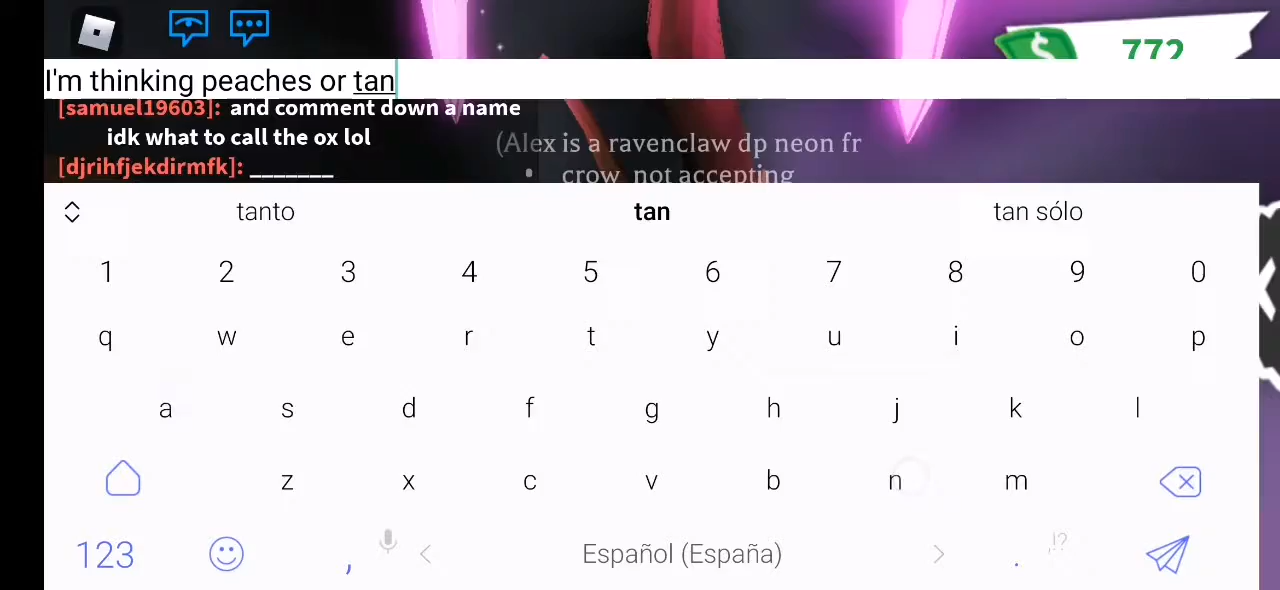 772
I'm thinking peaches or tan
[samuel19603]: and comment down a name
idk what to call the ox lol
[djrihfjekdirmfk]: _______
(Alex is a ravenclaw dp neon fr
crow not accepting
tanto tan tan sólo
1 2 3 4 5 6 7 8 9 0
q w e r t y u i o p
a s d f g h j k l
z x c v b n m
123 , Español (España) . ,!?